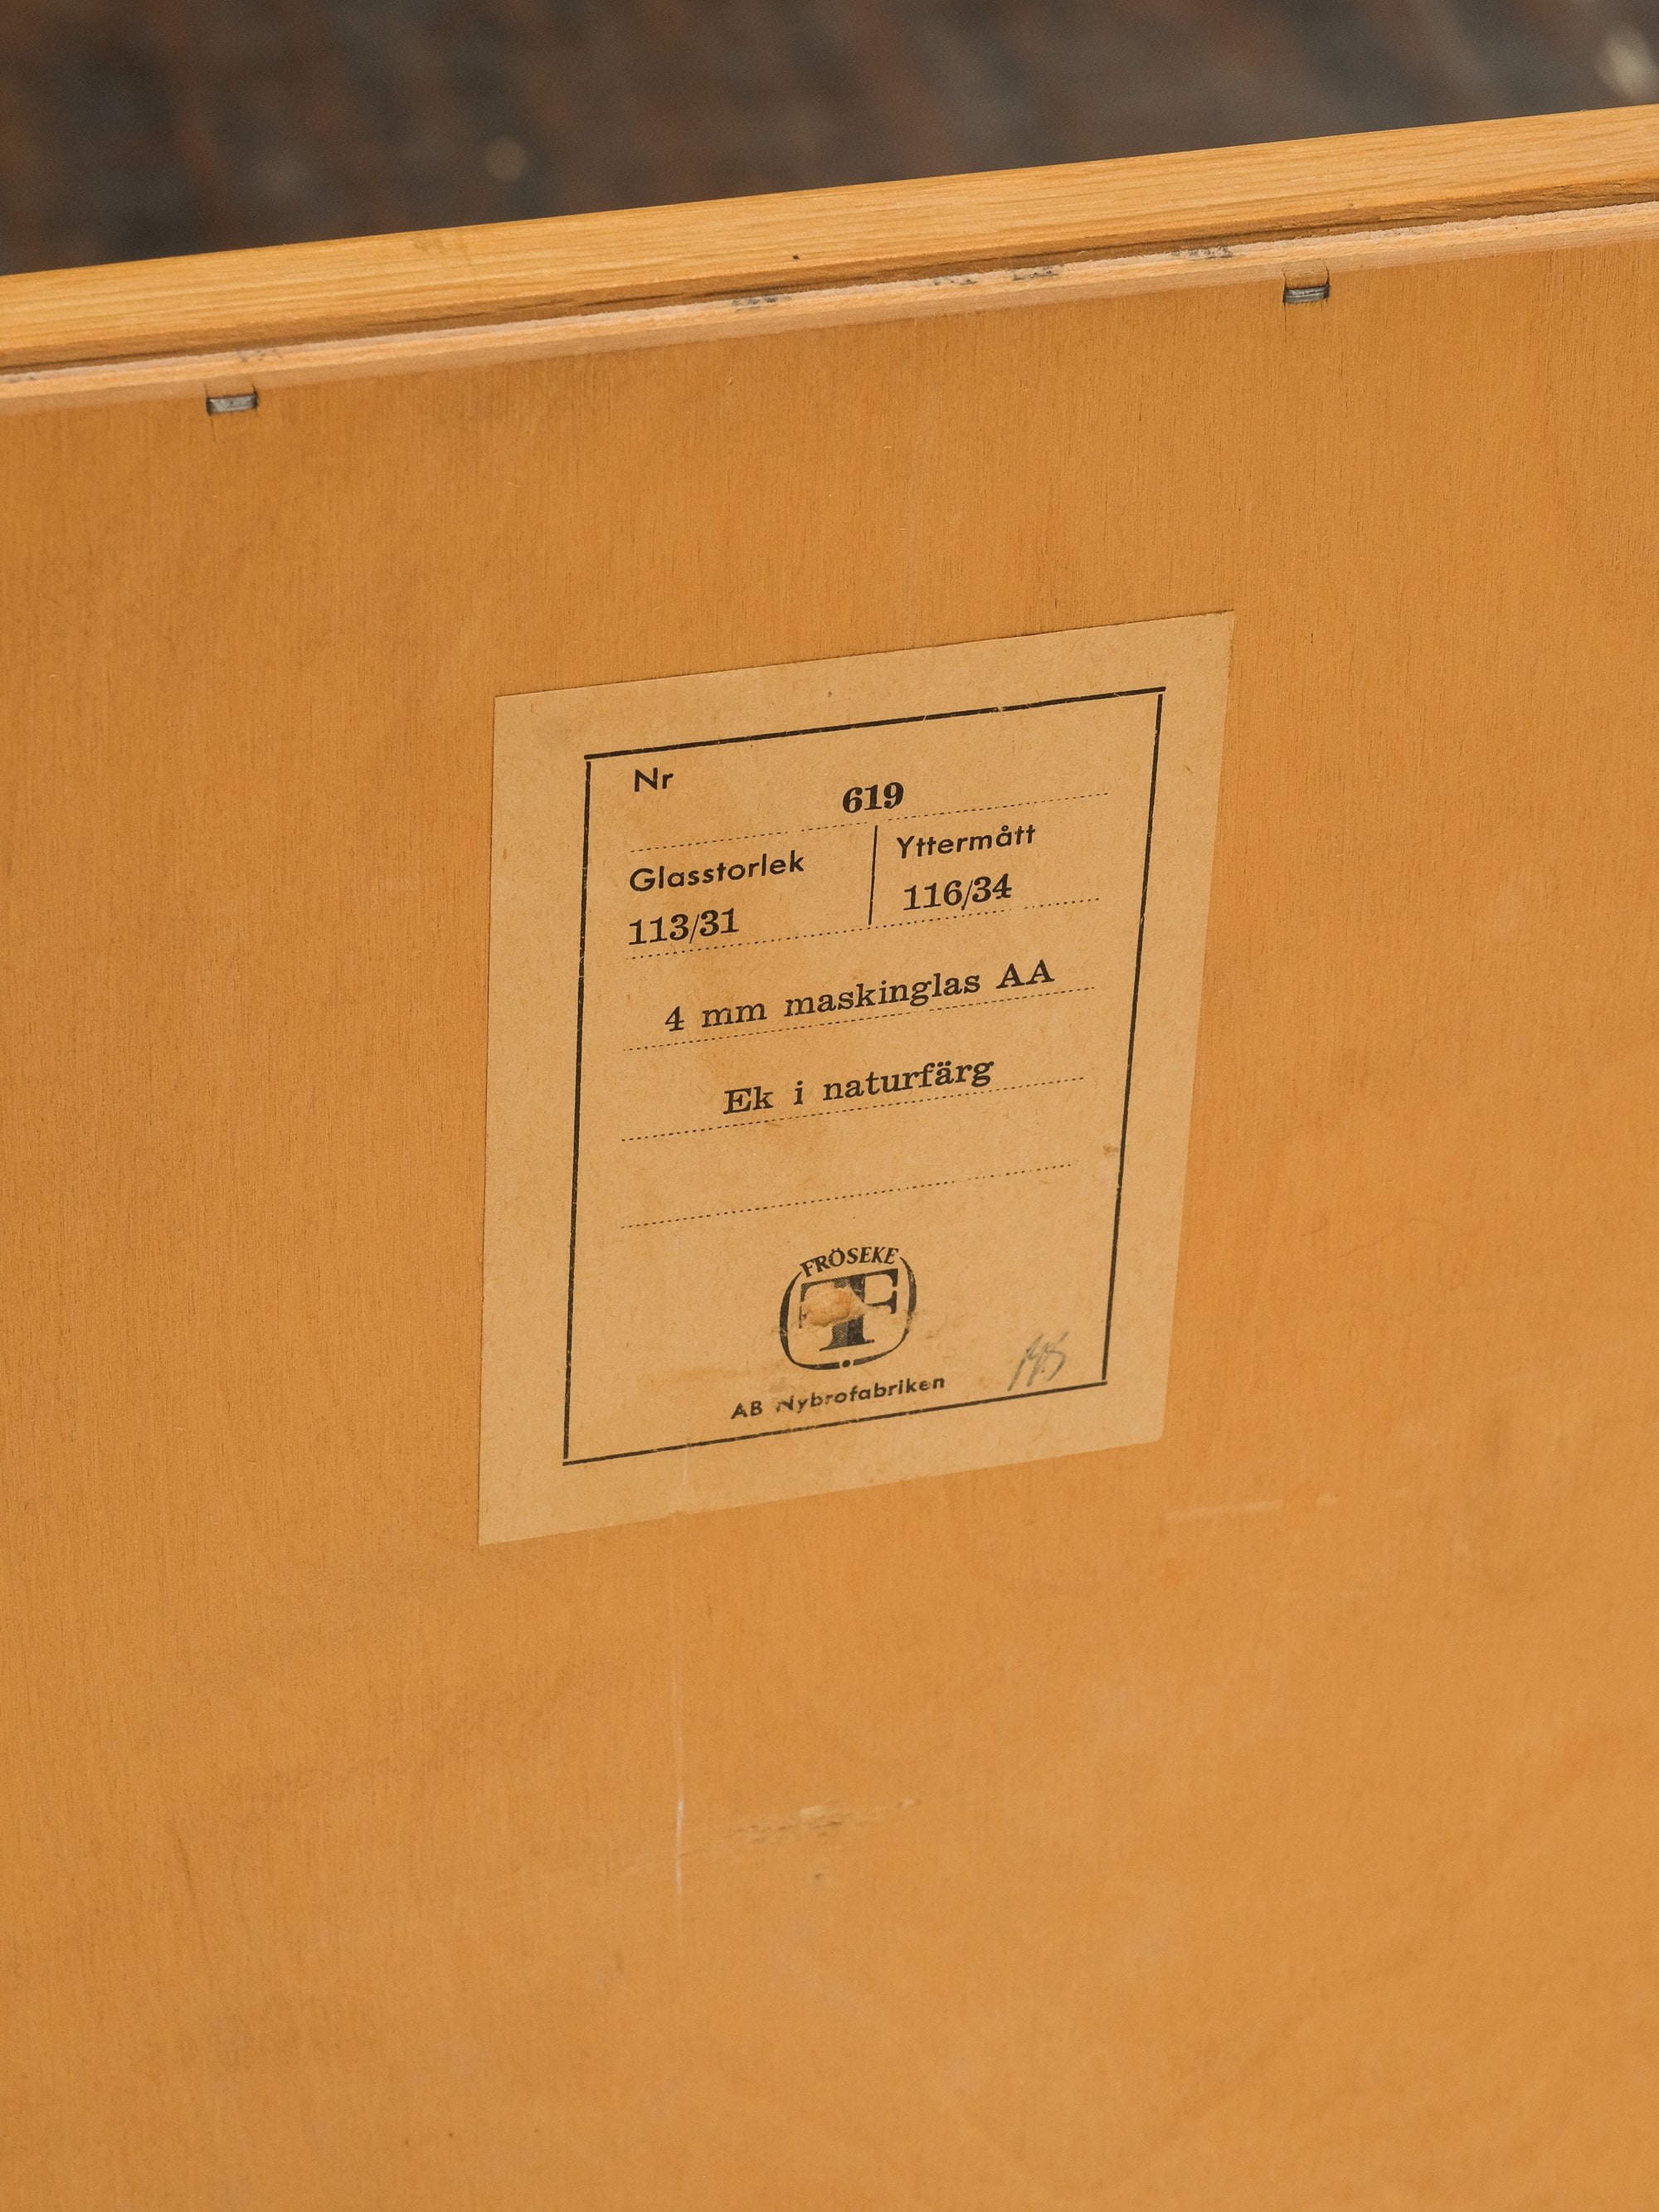 Nr
619
Glasstorlek Yttermått
113/31 116/34
4 mm maskinglas AA
Ek i naturfärg
FRÖSEKE
F
AB Nybrofabriken